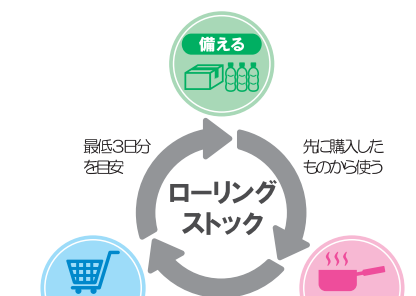 備える
最低3日分
を目安
先に購入した
ものから使う
ローリング
ストック